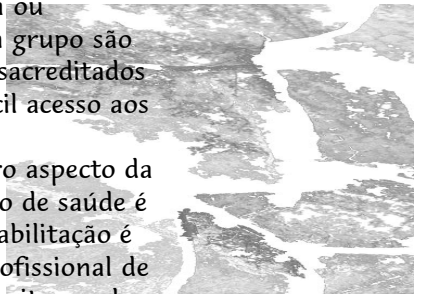 ou
grupo são
sacreditados
cil acesso aos
ro aspecto da
o de saúde é
abilitação é
ofissional de